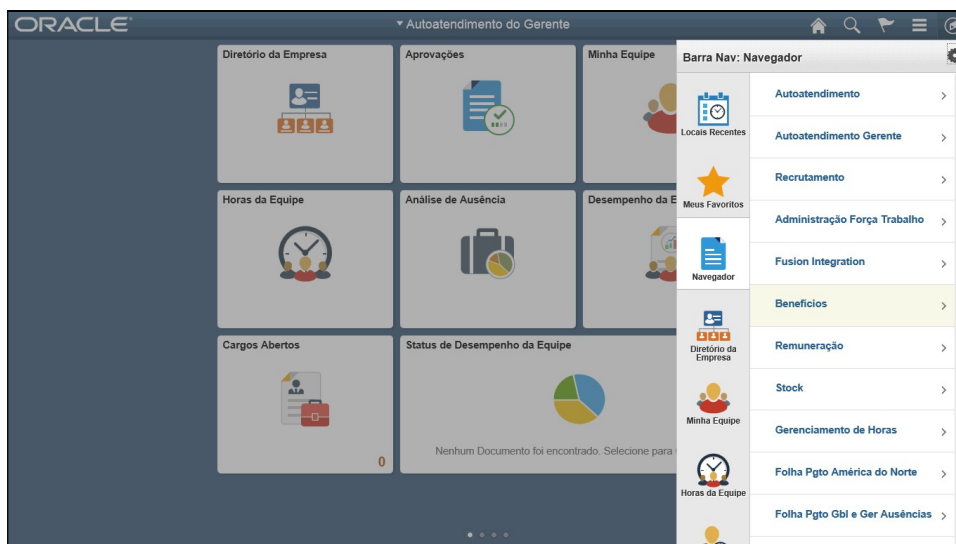 ORACLE
Autoatendimento do Gerente
Diretório da Empresa
Aprovações
Minha Equipe
Horas da Equipe
Análise de Ausência
Desempenho da E
Cargos Abertos
0
Status de Desempenho da Equipe
Nenhum Documento foi encontrado. Selecione para
Barra Nav: Navegador
Locais Recentes
Meus Favoritos
Navegador
Diretório da
Empresa
Minha Equipe
Horas da Equipe
Autoatendimento
Autoatendimento Gerente
Recrutamento
Administração Força Trabalho
Fusion Integration
Benefícios
Remuneração
Stock
Gerenciamento de Horas
Folha Pgto América do Norte
Folha Pgto Gbl e Ger Ausências